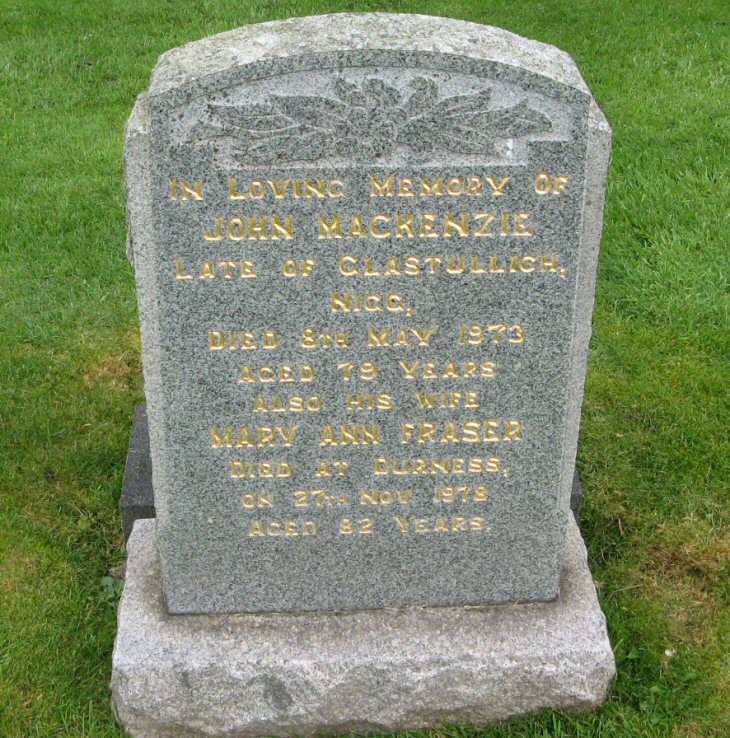 IN LOVING MEMORY OF
JOHN MACKENZIE
LATE OF GLASTULLICH,
NIGG,
DIED 8TH MAY 1973
AGED 79 YEARS
ALSO HIS WIFE
MARY ANN FRASER
DIED AT DURNESS,
ON 27TH NOV 1978
AGED 82 YEARS.